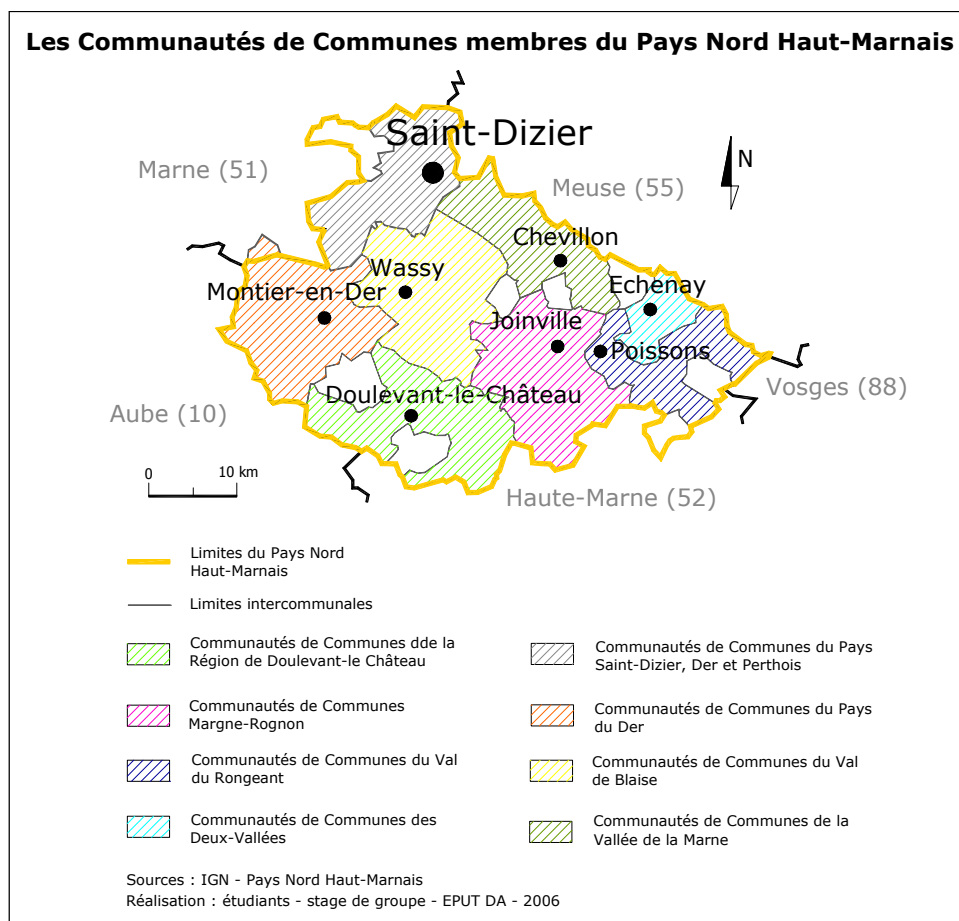 Les Communautés de Communes membres du Pays Nord Haut-Marnais
Saint-Dizier
Marne (51)
N
Meuse (55)
Chevillon
Wassy
Echenay
Montier-en-Der
Joinville
Poissons
Vosges (88)
Doulevant-le-Château
Aube (10)
0 10 km
Haute-Marne (52)
Limites du Pays Nord
Haut-Marnais
Limites intercommunales
Communautés de Communes dde la
Région de Doulevant-le Château
Communautés de Communes
Margne-Rognon
Communautés de Communes du Val
du Rongeant
Communautés de Communes des
Deux-Vallées
Communautés de Communes du Pays
Saint-Dizier, Der et Perthois
Communautés de Communes du Pays
du Der
Communautés de Communes du Val
de Blaise
Communautés de Communes de la
Vallée de la Marne
Sources : IGN - Pays Nord Haut-Marnais
Réalisation : étudiants - stage de groupe - EPUT DA - 2006